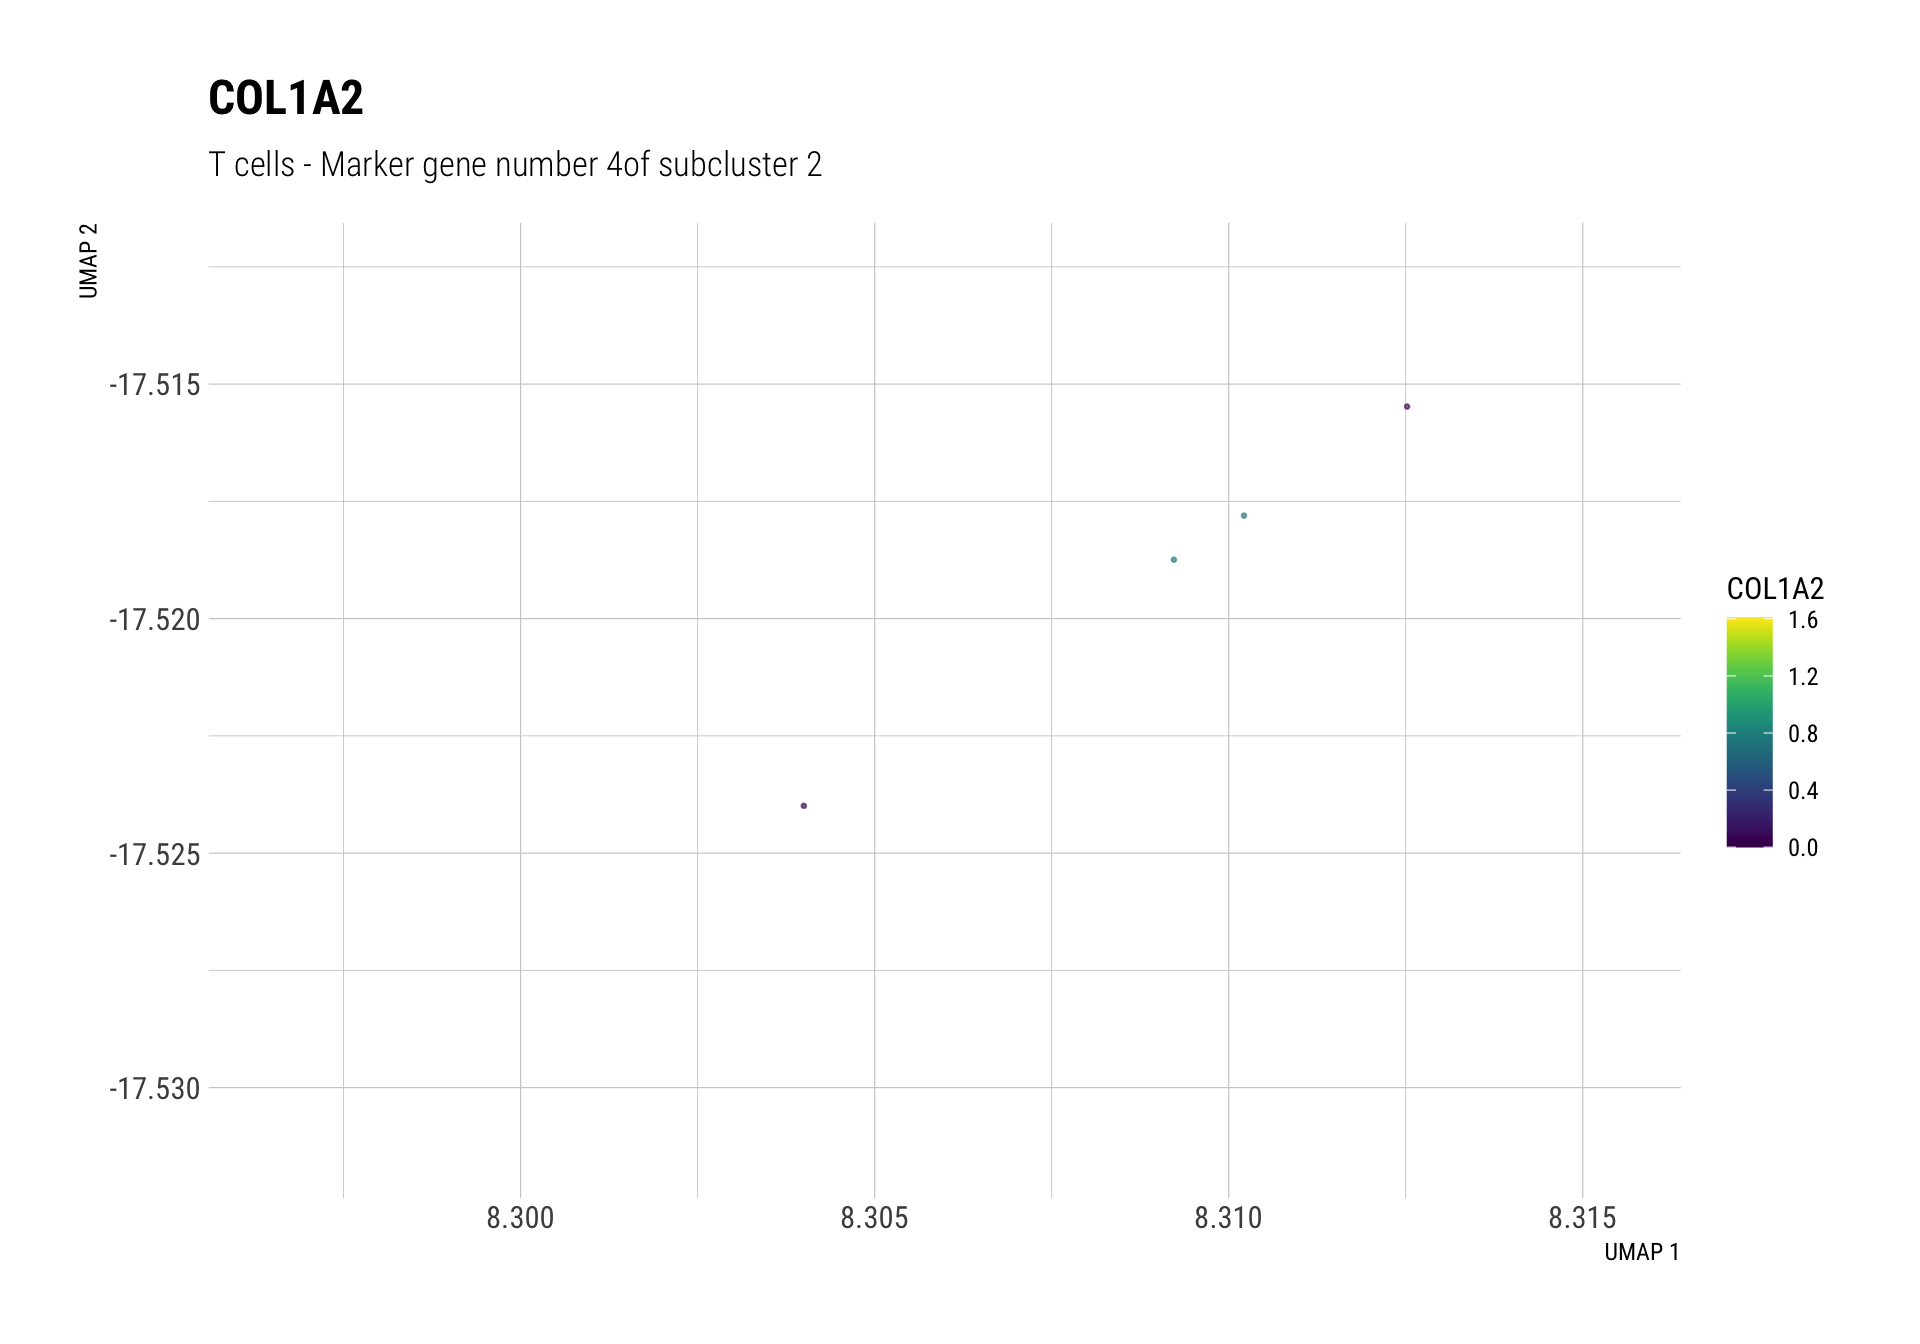 COL1A2
T cells - Marker gene number 4of subcluster 2
UMAP 2
-17.515
-17.520
-17.525
-17.530
8.300
8.305
8.310
8.315
UMAP 1
COL1A2
1.6
1.2
0.8
0.4
0.0